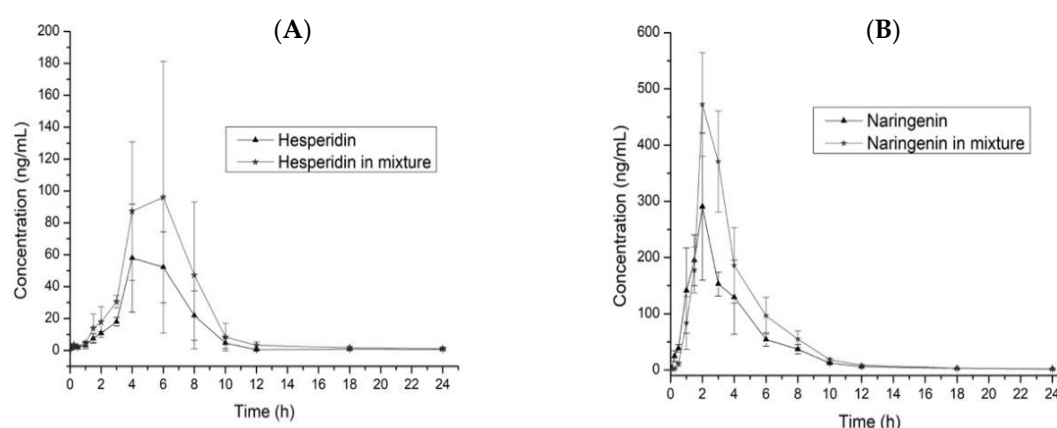 (A)
200
180
160
140
120
100
80
60
40
20
0
Concentration (ng/mL)
Hesperidin
Hesperidin in mixture
0 2 4 6 8 10 12 14 16 18 20 22 24
Time (h)
(B)
600
500
400
300
200
100
0
Concentration (ng/mL)
Naringenin
Naringenin in mixture
0 2 4 6 8 10 12 14 16 18 20 22 24
Time (h)